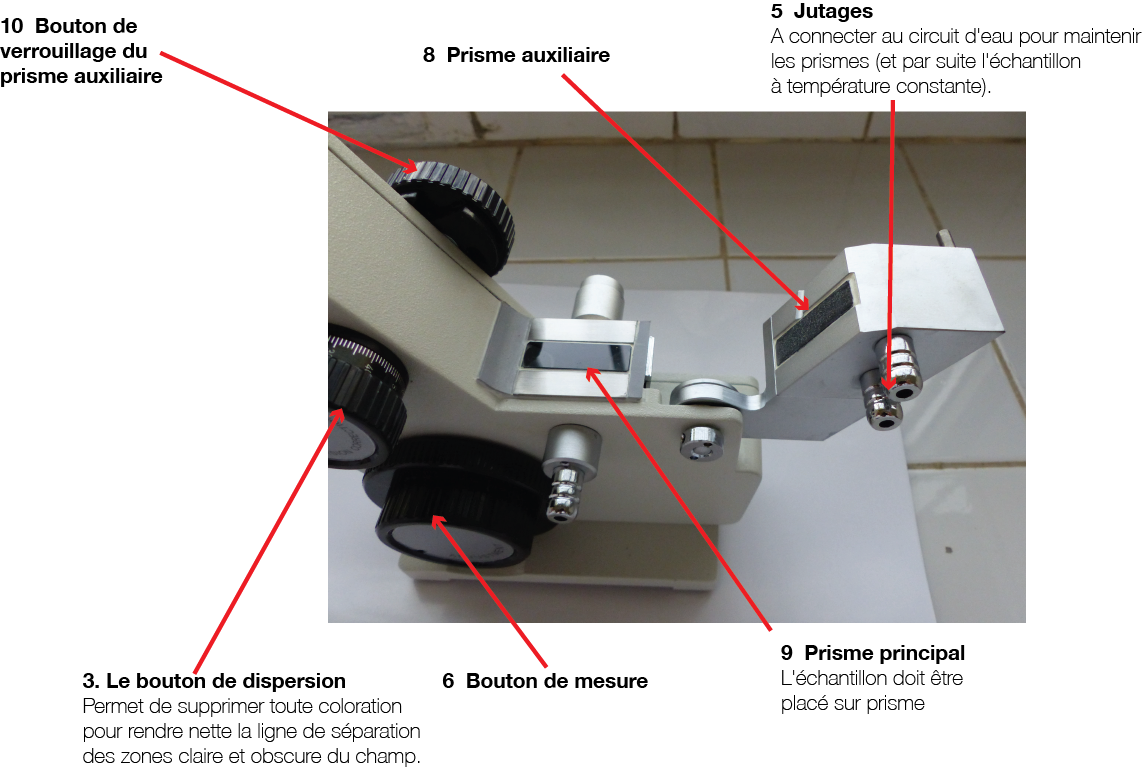 10  Bouton de
verrouillage du
prisme auxiliaire
8  Prisme auxiliaire
5  Jutages
A connecter au circuit d'eau pour maintenir
les prismes (et par suite l'échantillon
à température constante).
3. Le bouton de dispersion
Permet de supprimer toute coloration
pour rendre nette la ligne de séparation
des zones claire et obscure du champ.
6  Bouton de mesure
9  Prisme principal
L'échantillon doit être
placé sur prisme